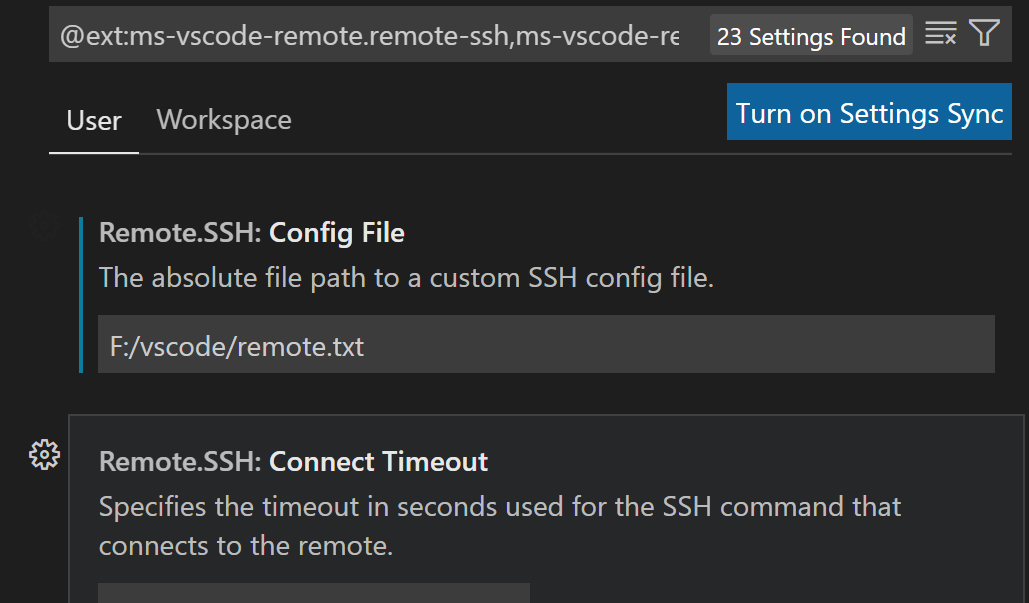 @ext:ms-vscode-remote.remote-ssh,ms-vscode-re
23 Settings Found
User
Workspace
Turn on Settings Sync
Remote.SSH: Config File
The absolute file path to a custom SSH config file.
F:/vscode/remote.txt
Remote.SSH: Connect Timeout
Specifies the timeout in seconds used for the SSH command that
connects to the remote.